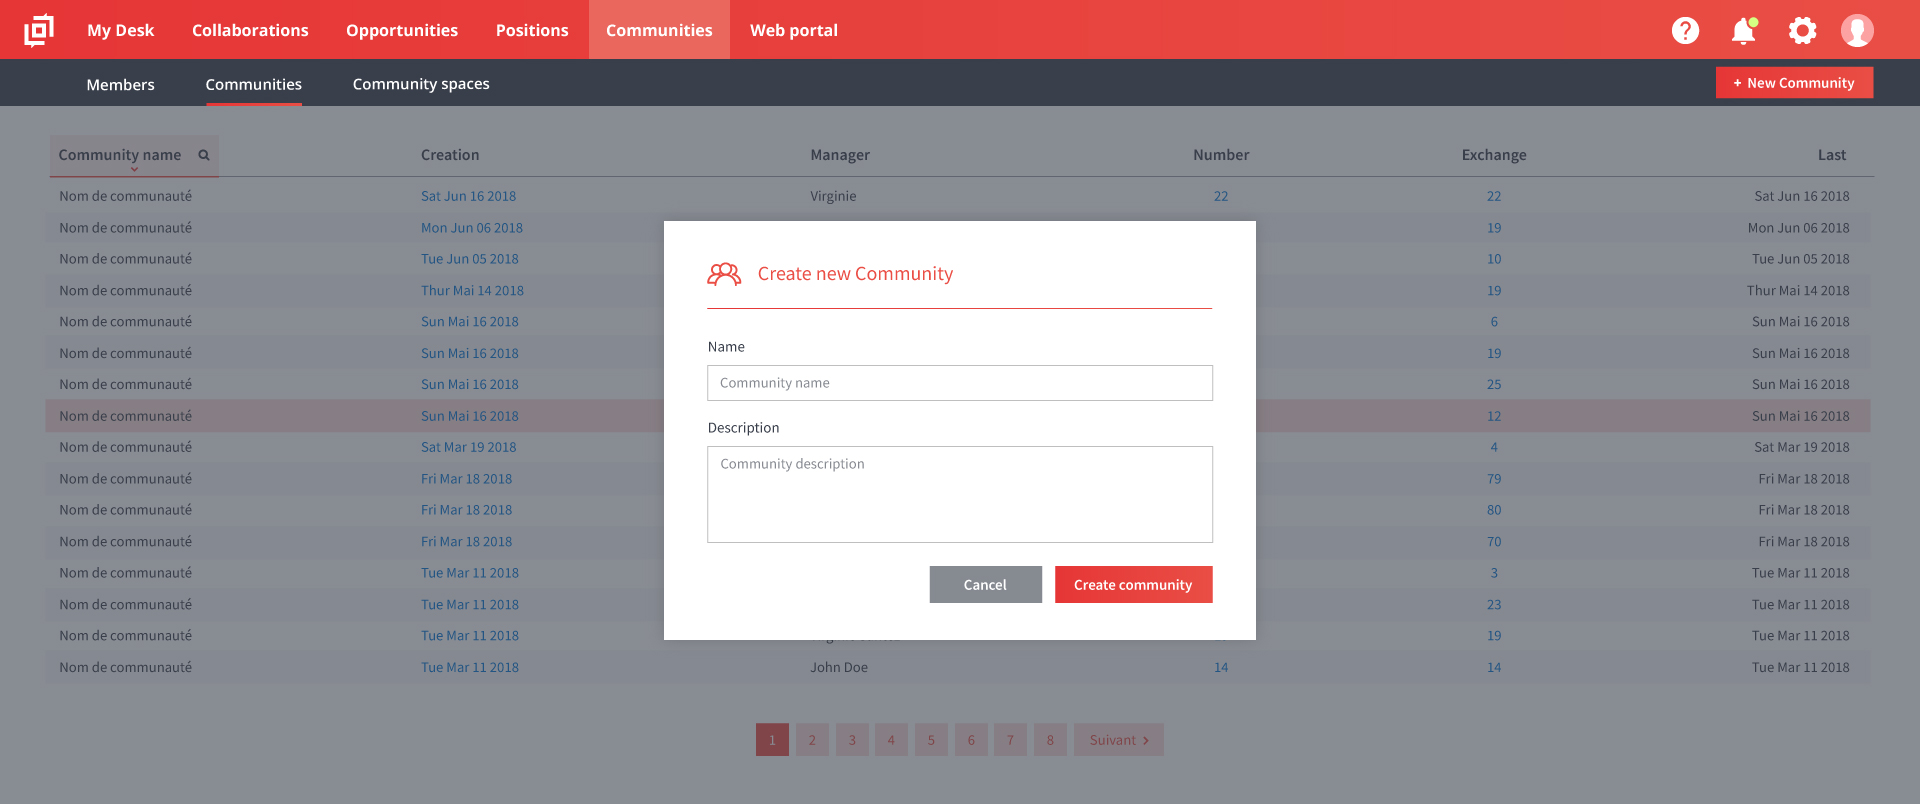 My Desk Collaborations Opportunities Positions Communities Web portal ?
Members Communities Community spaces + New Community
Community name Creation Manager Number Exchange Last
Nom de communauté Sat Jun 16 2018 Virginie 22 22 Sat Jun 16 2018
Nom de communauté Mon Jun 06 2018 19 Mon Jun 06 2018
Nom de communauté Tue Jun 05 2018 10 Tue Jun 05 2018
Nom de communauté Thur Mai 14 2018 19 Thur Mai 14 2018
Nom de communauté Sun Mai 16 2018 6 Sun Mai 16 2018
Nom de communauté Sun Mai 16 2018 19 Sun Mai 16 2018
Nom de communauté Sun Mai 16 2018 25 Sun Mai 16 2018
Nom de communauté Sun Mai 16 2018 12 Sun Mai 16 2018
Nom de communauté Sat Mar 19 2018 4 Sat Mar 19 2018
Nom de communauté Fri Mar 18 2018 79 Fri Mar 18 2018
Nom de communauté Fri Mar 18 2018 80 Fri Mar 18 2018
Nom de communauté Fri Mar 18 2018 70 Fri Mar 18 2018
Nom de communauté Tue Mar 11 2018 3 Tue Mar 11 2018
Nom de communauté Tue Mar 11 2018 23 Tue Mar 11 2018
Nom de communauté Tue Mar 11 2018 19 Tue Mar 11 2018
Nom de communauté Tue Mar 11 2018 John Doe 14 14 Tue Mar 11 2018
Create new Community
Name
Community name
Description
Community description
Cancel Create community
1 2 3 4 5 6 7 8 Suivant >